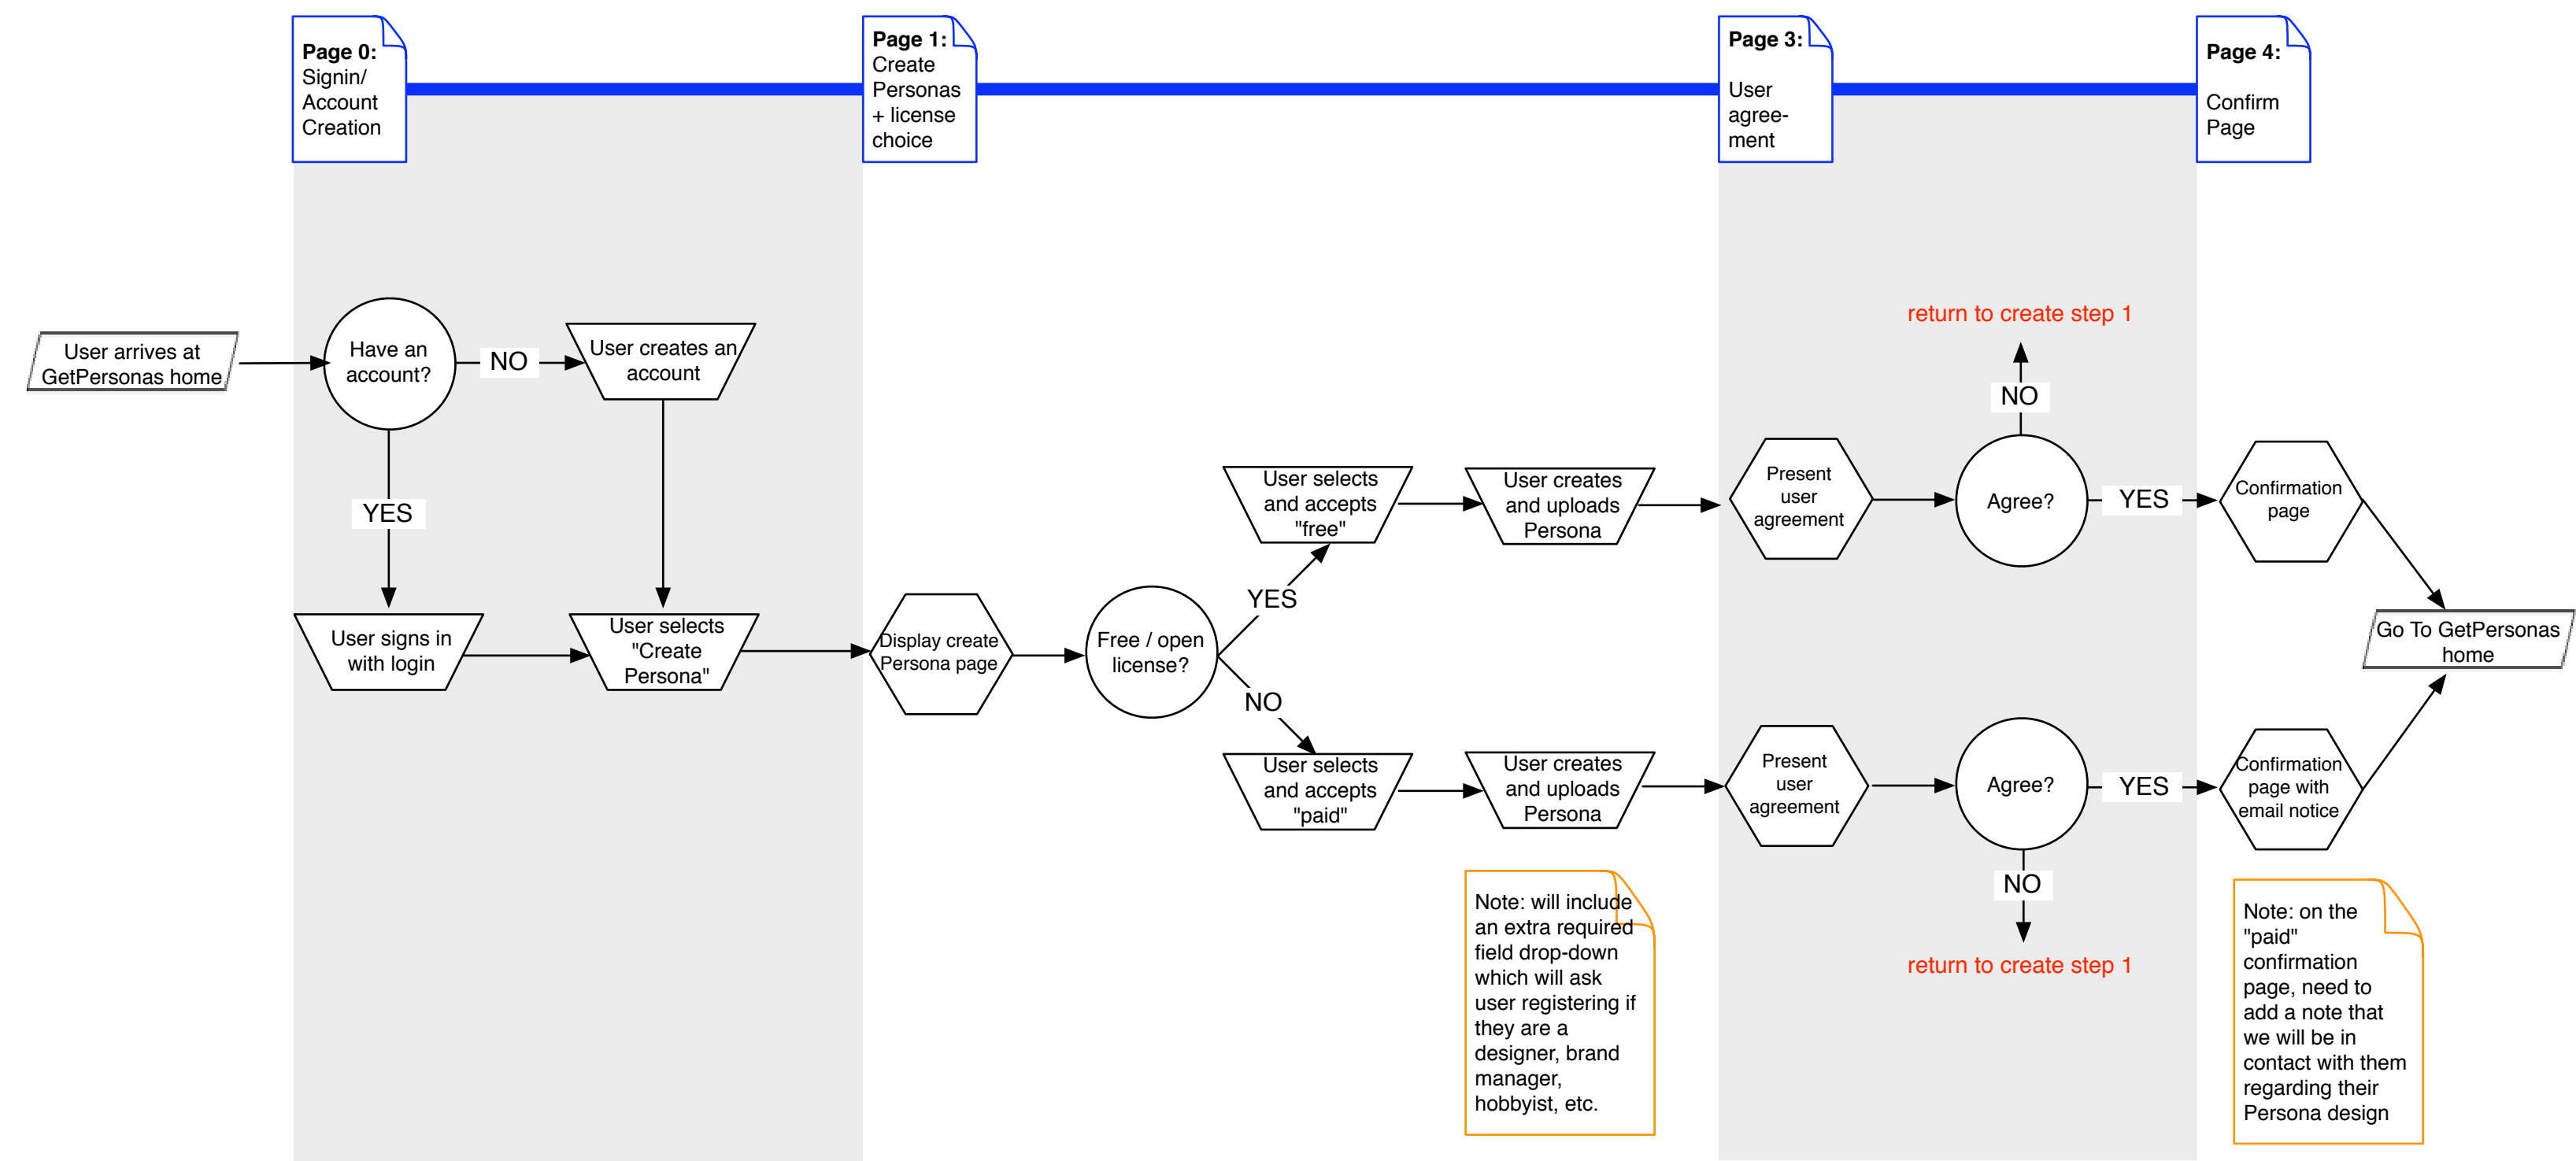 Page 0:
Signin/
Account
Creation
Page 1:
Create
Personas
+ license
choice
Page 3:
User
agree-
ment
Page 4:
Confirm
Page
User arrives at
GetPersonas home
Have an
account?
NO
User creates an
account
YES
User signs in
with login
User selects
"Create
Persona"
Display create
Persona page
Free / open
license?
YES
User selects
and accepts
"free"
User creates
and uploads
Persona
Present
user
agreement
Agree?
NO
return to create step 1
YES
Confirmation
page
NO
User selects
and accepts
"paid"
User creates
and uploads
Persona
Present
user
agreement
Agree?
NO
return to create step 1
YES
Confirmation
page with
email notice
Go To GetPersonas
home
Note: will include
an extra required
field drop-down
which will ask
user registering if
they are a
designer, brand
manager,
hobbyist, etc.
Note: on the
"paid"
confirmation
page, need to
add a note that
we will be in
contact with them
regarding their
Persona design